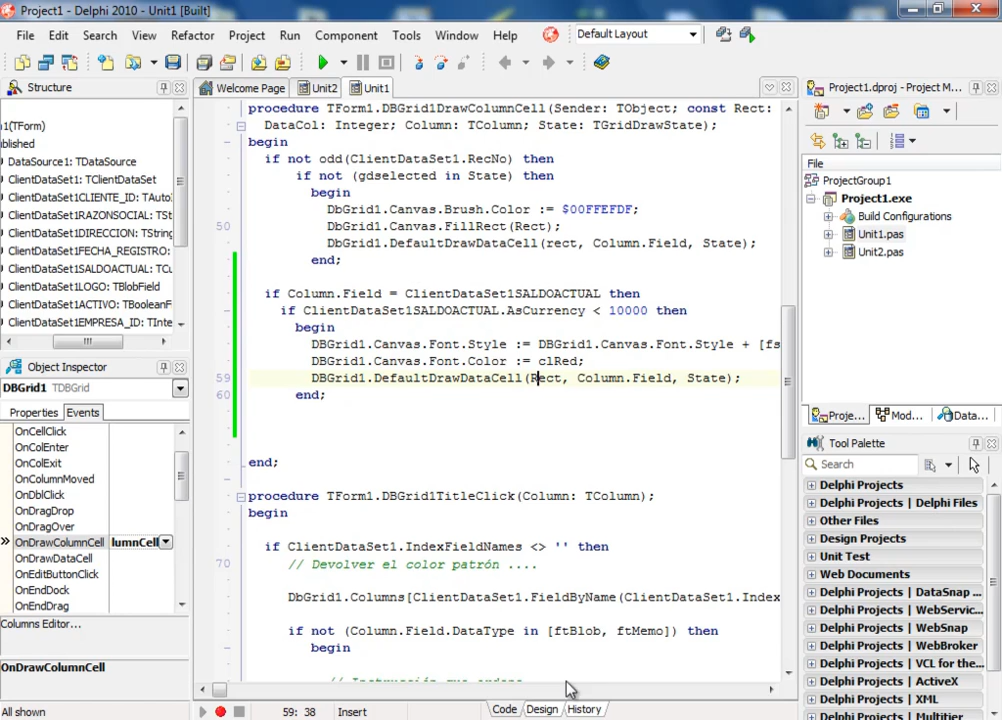 Project1 - Delphi 2010 - Unit1 [Built]
File Edit Search View Refactor Project Run Component Tools Window Help
Default Layout
Structure
Welcome Page Unit2 Unit1
Project1.dproj - Project M...
1(TForm)
blished
DataSource1: TDataSource
ClientDataSet1: TClientDataSet
ClientDataSet1CLIENTE_ID: TAuto
ClientDataSet1RAZONSOCIAL: TSt
ClientDataSet1DIRECCION: TString
ClientDataSet1FECHA_REGISTRO:
ClientDataSet1SALDOACTUAL: TCu
ClientDataSet1LOGO: TBlobField
ClientDataSet1ACTIVO: TBooleanF
ClientDataSet1EMPRESA_ID: TInte
Object Inspector
DBGrid1 TDBGrid
Properties Events
OnCellClick
OnColEnter
OnColExit
OnColumnMoved
OnDblClick
OnDragDrop
OnDragOver
OnDrawColumnCell lumnCell
OnDrawDataCell
OnEditButtonClick
OnEndDock
OnEndDrag
Columns Editor...
OnDrawColumnCell
All shown
procedure TForm1.DBGrid1DrawColumnCell(Sender: TObject; const Rect:
DataCol: Integer; Column: TColumn; State: TGridDrawState);
begin
if not odd(ClientDataSet1.RecNo) then
if not (gdselected in State) then
begin
DbGrid1.Canvas.Brush.Color := $00FFEFDF;
50 DbGrid1.Canvas.FillRect(Rect);
DbGrid1.DefaultDrawDataCell(rect, Column.Field, State);
end;
if Column.Field = ClientDataSet1SALDOACTUAL then
if ClientDataSet1SALDOACTUAL.AsCurrency < 10000 then
begin
DBGrid1.Canvas.Font.Style := DBGrid1.Canvas.Font.Style + [fs
DBGrid1.Canvas.Font.Color := clRed;
59 DBGrid1.DefaultDrawDataCell(Rect, Column.Field, State);
60 end;
end;
procedure TForm1.DBGrid1TitleClick(Column: TColumn);
begin
if ClientDataSet1.IndexFieldNames <> '' then
70 // Devolver el color patrón ....
DbGrid1.Columns[ClientDataSet1.FieldByName(ClientDataSet1.Index
if not (Column.Field.DataType in [ftBlob, ftMemo]) then
begin
59: 38 Insert Code Design History
File
ProjectGroup1
Project1.exe
Build Configurations
Unit1.pas
Unit2.pas
Proje... Mod... Data...
Tool Palette
Search
Delphi Projects
Delphi Projects | Delphi Files
Other Files
Design Projects
Unit Test
Web Documents
Delphi Projects | DataSnap ...
Delphi Projects | WebServic...
Delphi Projects | WebSnap
Delphi Projects | WebBroker
Delphi Projects | VCL for the...
Delphi Projects | ActiveX
Delphi Projects | XML
Delphi Projects | Multitier